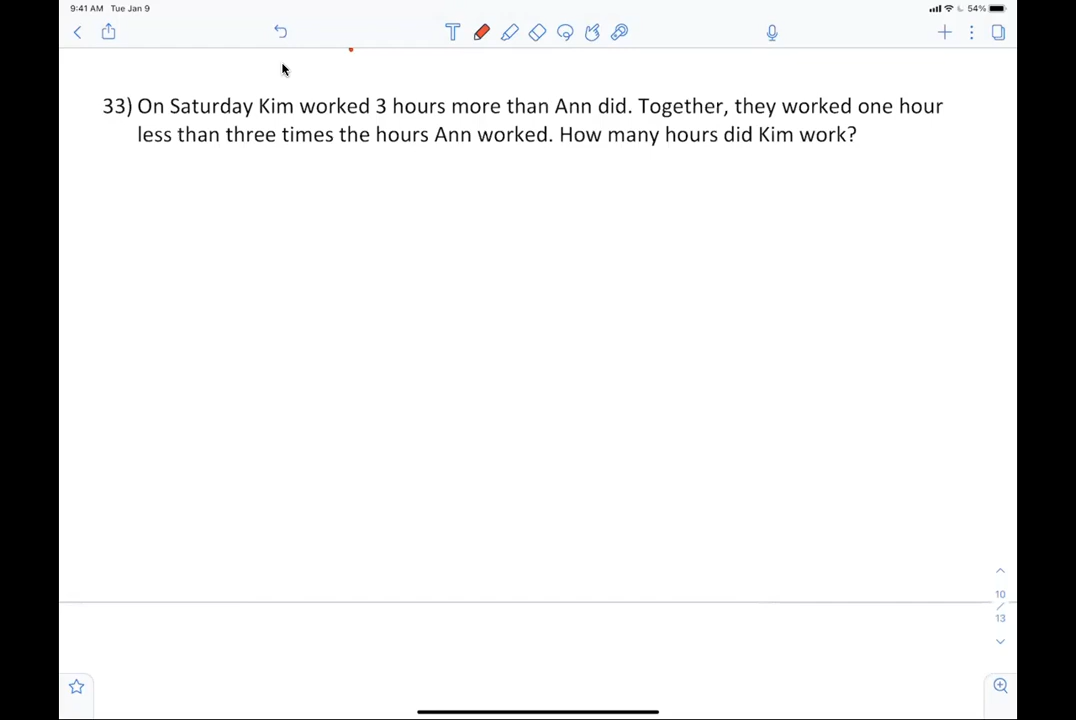 9:41 AM Tue Jan 9
54%
33) On Saturday Kim worked 3 hours more than Ann did. Together, they worked one hour
less than three times the hours Ann worked. How many hours did Kim work?
10
/
13